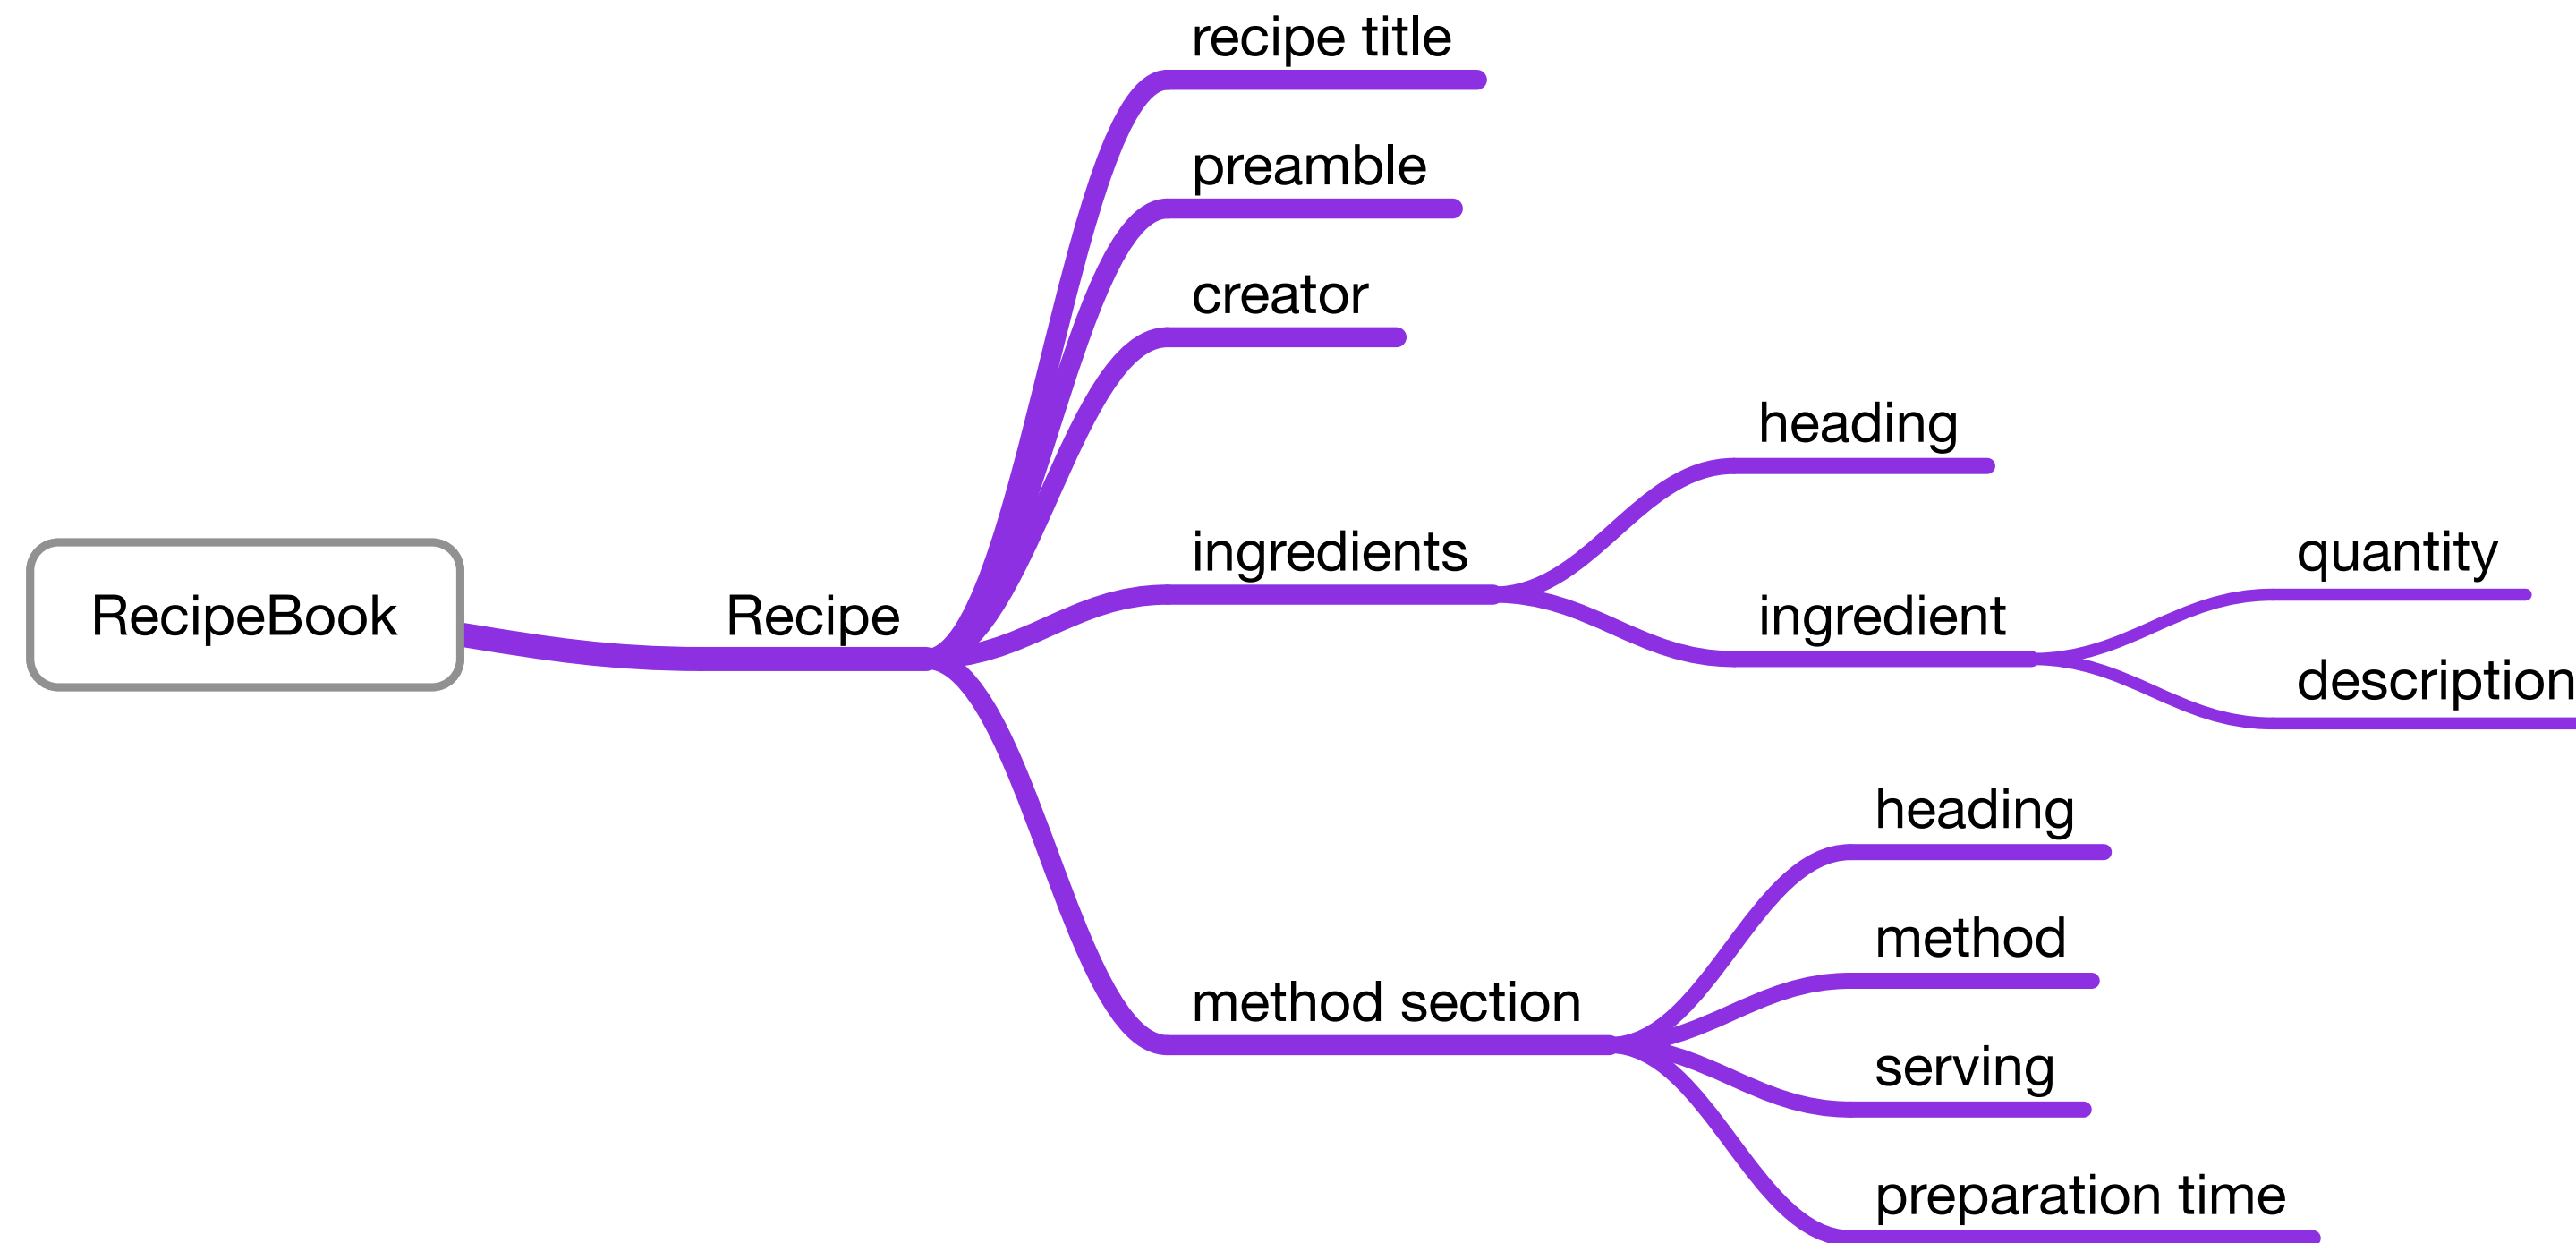 recipe title
preamble
creator
heading
ingredients
quantity
RecipeBook
Recipe
ingredient
description
heading
method
method section
serving
preparation time